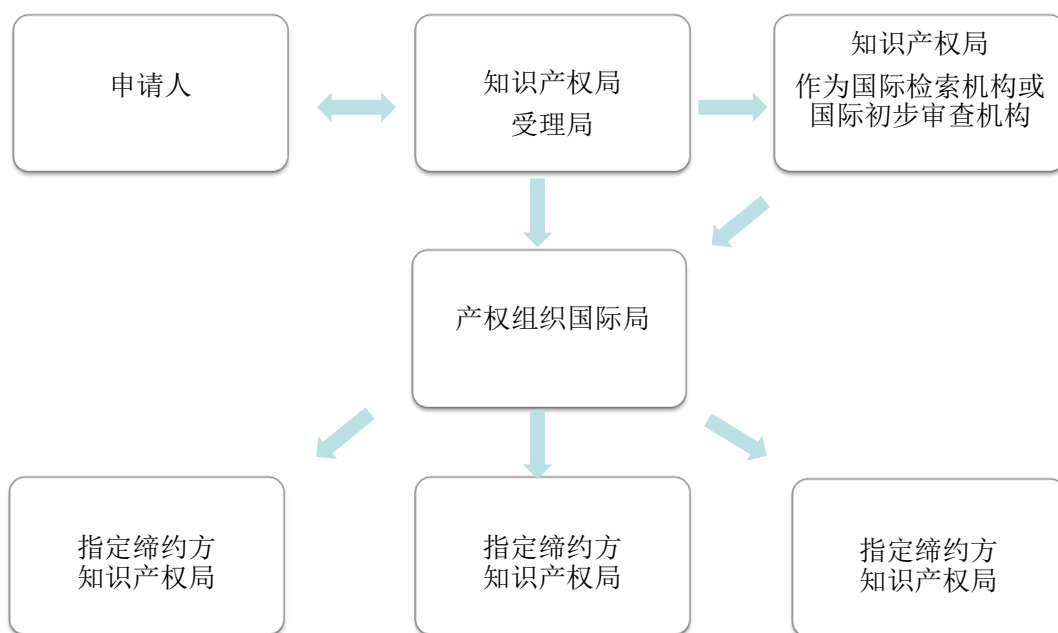 申请人
知识产权局
受理局
知识产权局
作为国际检索机构或
国际初步审查机构
产权组织国际局
指定缔约方
知识产权局
指定缔约方
知识产权局
指定缔约方
知识产权局